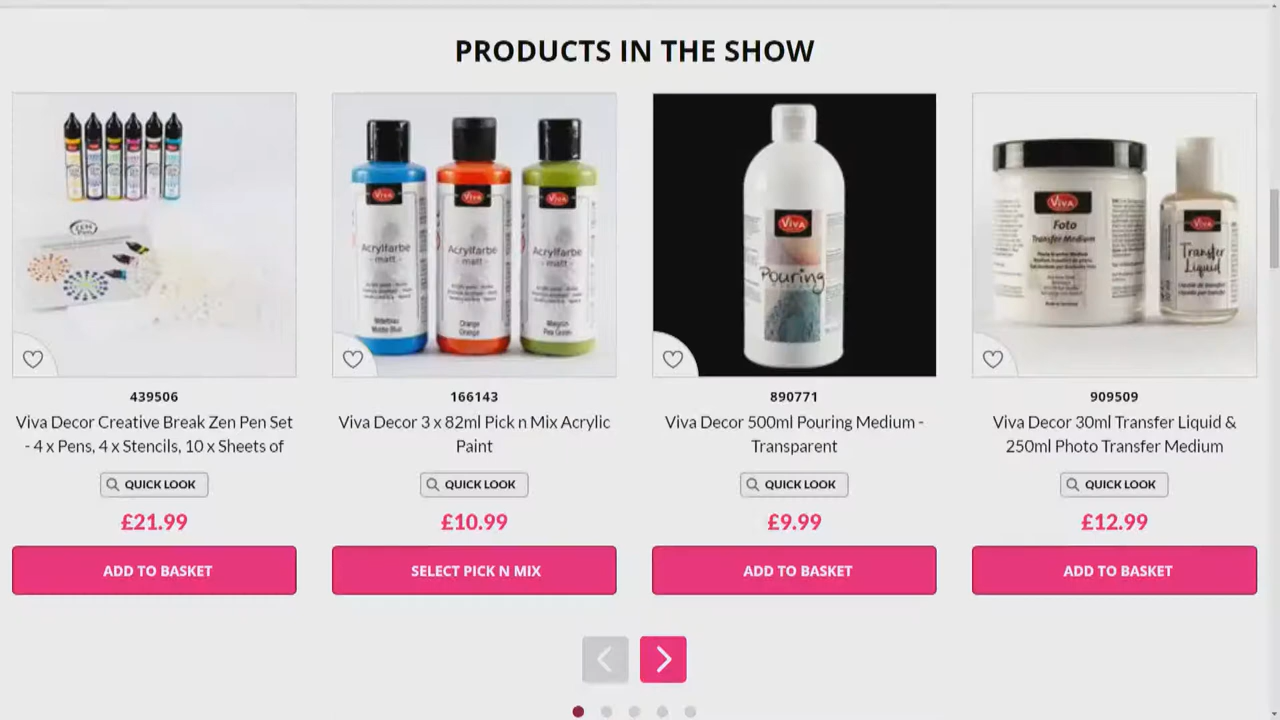 PRODUCTS IN THE SHOW
VIVA
Acrylfarbe
- matt -
VIVA
Acrylfarbe
- matt -
Orange
Orange
VIVA
Acrylfarbe
- matt -
VIVA
Pouring
VIVA
Foto
Transfer Medium
VIVA
Transfer
Liquid
439506
Viva Decor Creative Break Zen Pen Set
- 4 x Pens, 4 x Stencils, 10 x Sheets of
QUICK LOOK
£21.99
ADD TO BASKET
166143
Viva Decor 3 x 82ml Pick n Mix Acrylic
Paint
QUICK LOOK
£10.99
SELECT PICK N MIX
890771
Viva Decor 500ml Pouring Medium -
Transparent
QUICK LOOK
£9.99
ADD TO BASKET
909509
Viva Decor 30ml Transfer Liquid &
250ml Photo Transfer Medium
QUICK LOOK
£12.99
ADD TO BASKET